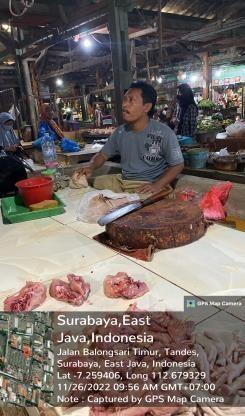 GPS Map Camera
Surabaya,East
Java,Indonesia
Jalan Balongsari Timur, Tandes,
Surabaya, East Java, Indonesia
Lat -7.259406, Long 112.679329
11/26/2022 09:56 AM GMT+07:00
Note : Captured by GPS Map Camera